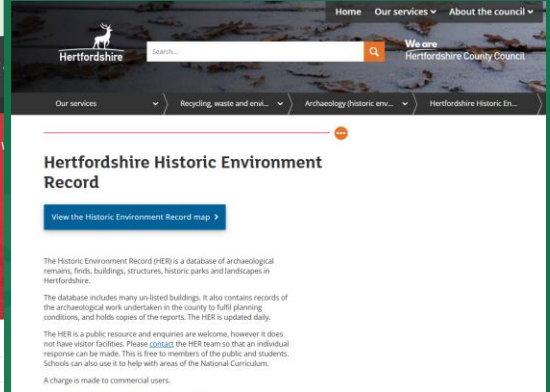 Home Our services About the council
Hertfordshire
Search...
We are
Hertfordshire County Council
Our services
Recycling, waste and envi...
Archaeology (historic env...
Hertfordshire Historic En...
Hertfordshire Historic Environment
Record
View the Historic Environment Record map
The Historic Environment Record (HER) is a database of archaeological
remains, finds, buildings, structures, historic parks and landscapes in
Hertfordshire.
The database includes many un-listed buildings. It also contains records of
the archaeological work undertaken in the county to fulfil planning
conditions, and holds copies of the reports. The HER is updated daily.
The HER is a public resource and enquiries are welcome, however it does
not have visitor facilities. Please contact the HER team so that an individual
response can be made. This is free to members of the public and students.
Schools can also use it to help with areas of the National Curriculum.
A charge is made to commercial users.